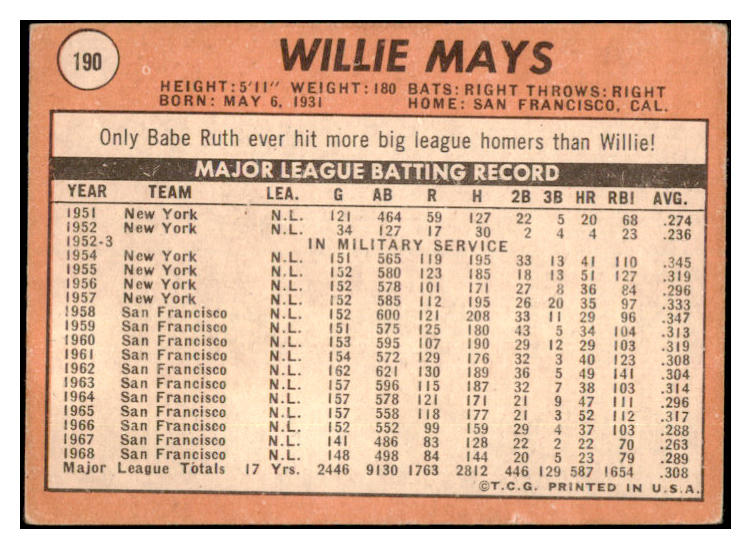 190
WILLIE MAYS
HEIGHT: 5'11" WEIGHT: 180 BATS: RIGHT THROWS: RIGHT
BORN: MAY 6, 1931 HOME: SAN FRANCISCO, CAL.
Only Babe Ruth ever hit more big league homers than Willie!
MAJOR LEAGUE BATTING RECORD
YEAR TEAM LEA. G AB R H 2B 3B HR RBI AVG.
1951 New York N.L. 121 464 59 127 22 5 20 68 .274
1952 New York N.L. 34 127 17 30 2 4 4 23 .236
1952-3 IN MILITARY SERVICE
1954 New York N.L. 151 565 119 195 33 13 41 110 .345
1955 New York N.L. 152 580 123 185 18 13 51 127 .319
1956 New York N.L. 152 578 101 171 27 8 36 84 .296
1957 New York N.L. 152 585 112 195 26 20 35 97 .333
1958 San Francisco N.L. 152 600 121 208 33 11 29 96 .347
1959 San Francisco N.L. 151 575 125 180 43 5 34 104 .313
1960 San Francisco N.L. 153 595 107 190 29 12 29 103 .319
1961 San Francisco N.L. 154 572 129 176 32 3 40 123 .308
1962 San Francisco N.L. 162 621 130 189 36 5 49 141 .304
1963 San Francisco N.L. 157 596 115 187 32 7 38 103 .314
1964 San Francisco N.L. 157 578 121 171 21 9 47 111 .296
1965 San Francisco N.L. 157 558 118 177 21 3 52 112 .317
1966 San Francisco N.L. 152 552 99 159 29 4 37 103 .288
1967 San Francisco N.L. 141 486 83 128 22 2 22 70 .263
1968 San Francisco N.L. 148 498 84 144 20 5 23 79 .289
Major League Totals 17 Yrs. 2446 9130 1763 2812 446 129 587 1654 .308
©T.C.G. PRINTED IN U.S.A.